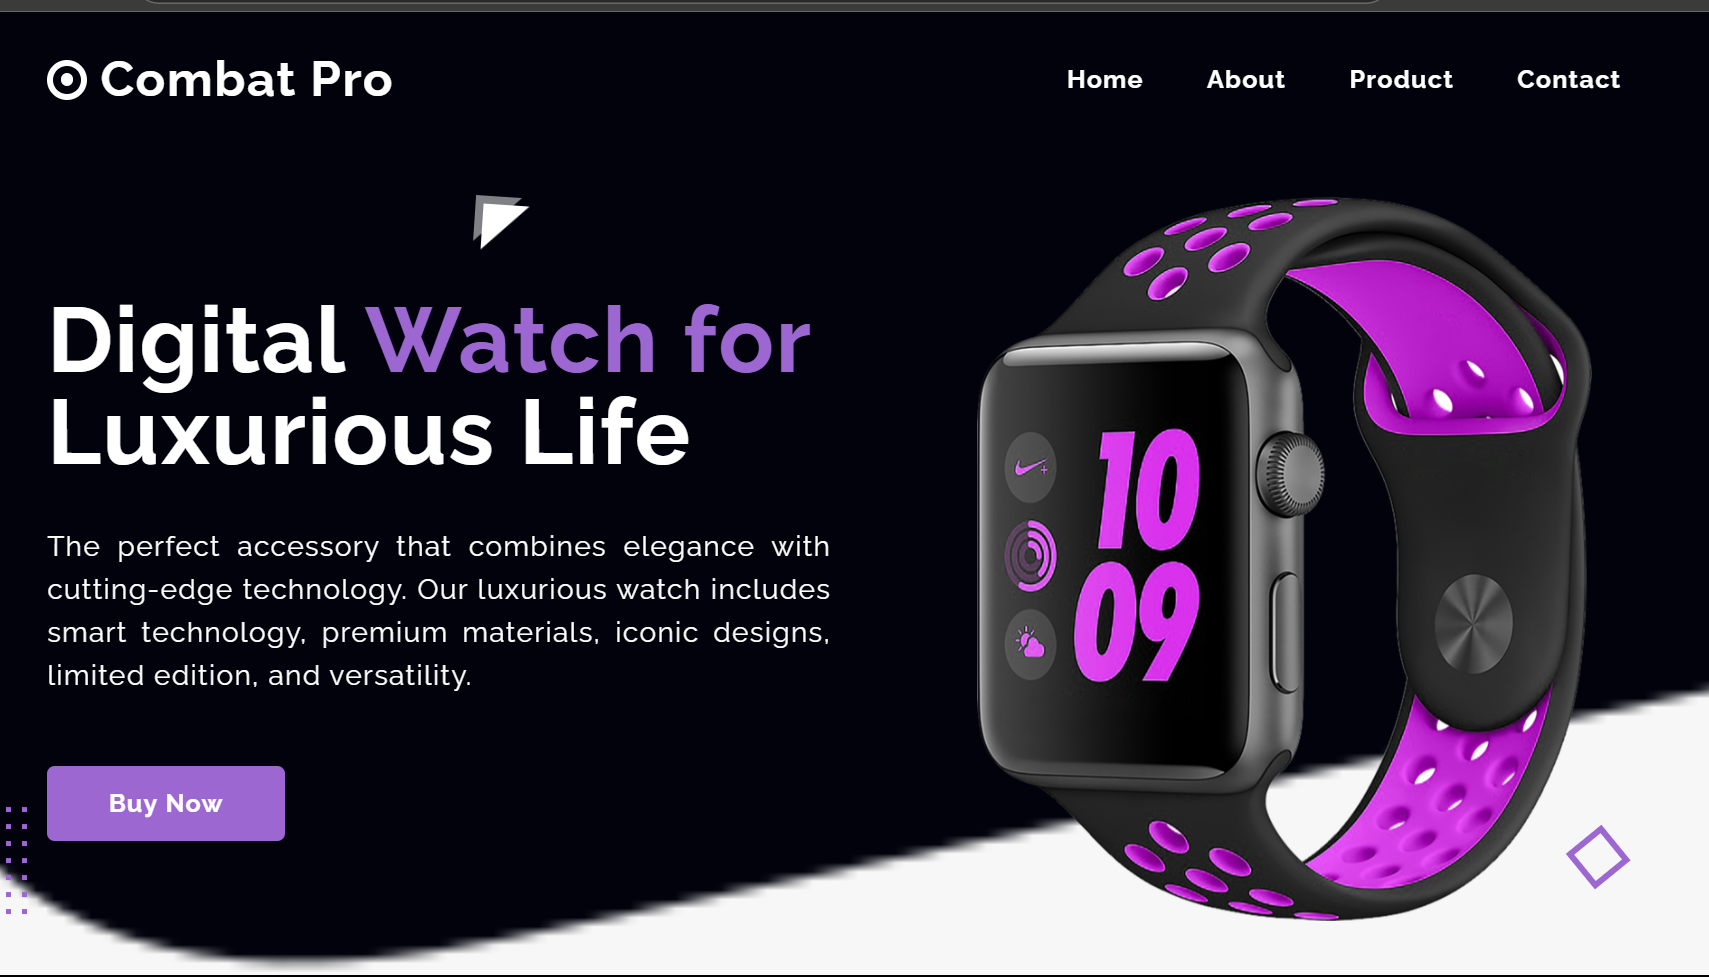 Combat Pro
Home About Product Contact
Digital Watch for
Luxurious Life
The perfect accessory that combines elegance with
cutting-edge technology. Our luxurious watch includes
smart technology, premium materials, iconic designs,
limited edition, and versatility.
Buy Now
10
09